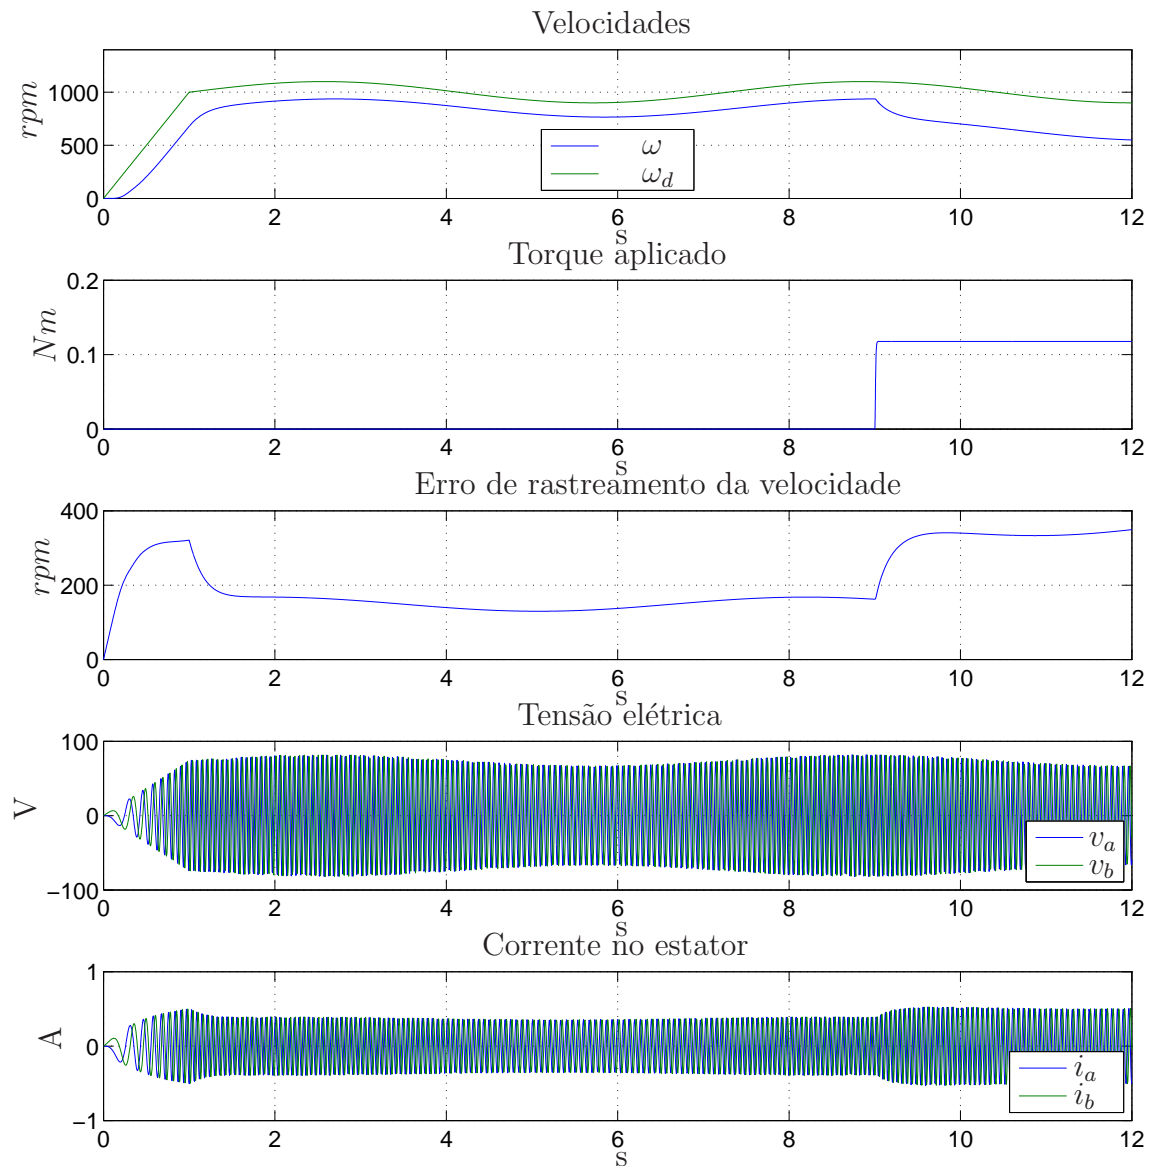 Velocidades
rpm
1000
500
0
ω
ω_d
0 2 4 6 8 10 12
s
Torque aplicado
Nm
0.2
0.1
0
0 2 4 6 8 10 12
s
Erro de rastreamento da velocidade
rpm
400
200
0
0 2 4 6 8 10 12
s
Tensão elétrica
V
100
0
−100
v_a
v_b
0 2 4 6 8 10 12
s
Corrente no estator
A
1
0
−1
i_a
i_b
0 2 4 6 8 10 12
s